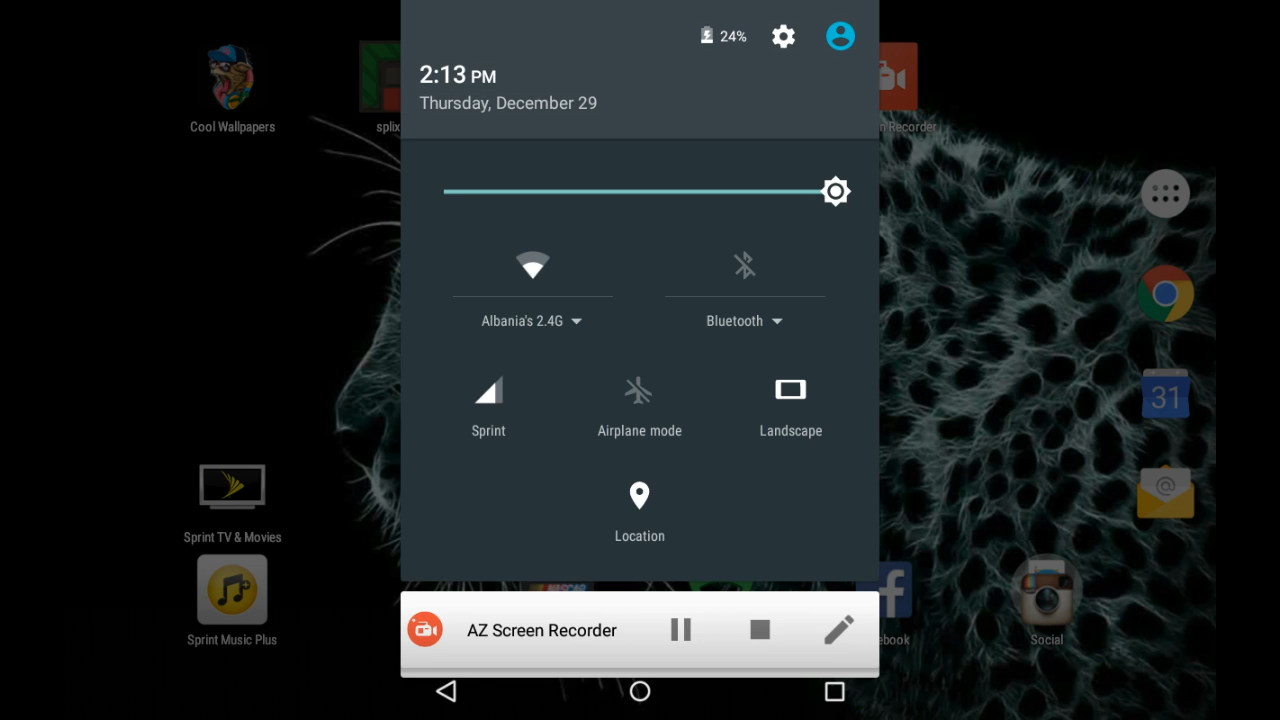 24%
2:13 PM
Thursday, December 29
Cool Wallpapers
splix
n Recorder
Albania's 2.4G
Bluetooth
Sprint
Airplane mode
Landscape
31
@
Location
Sprint TV & Movies
NASCAR
AZ Screen Recorder
Sprint Music Plus
ebook
Social